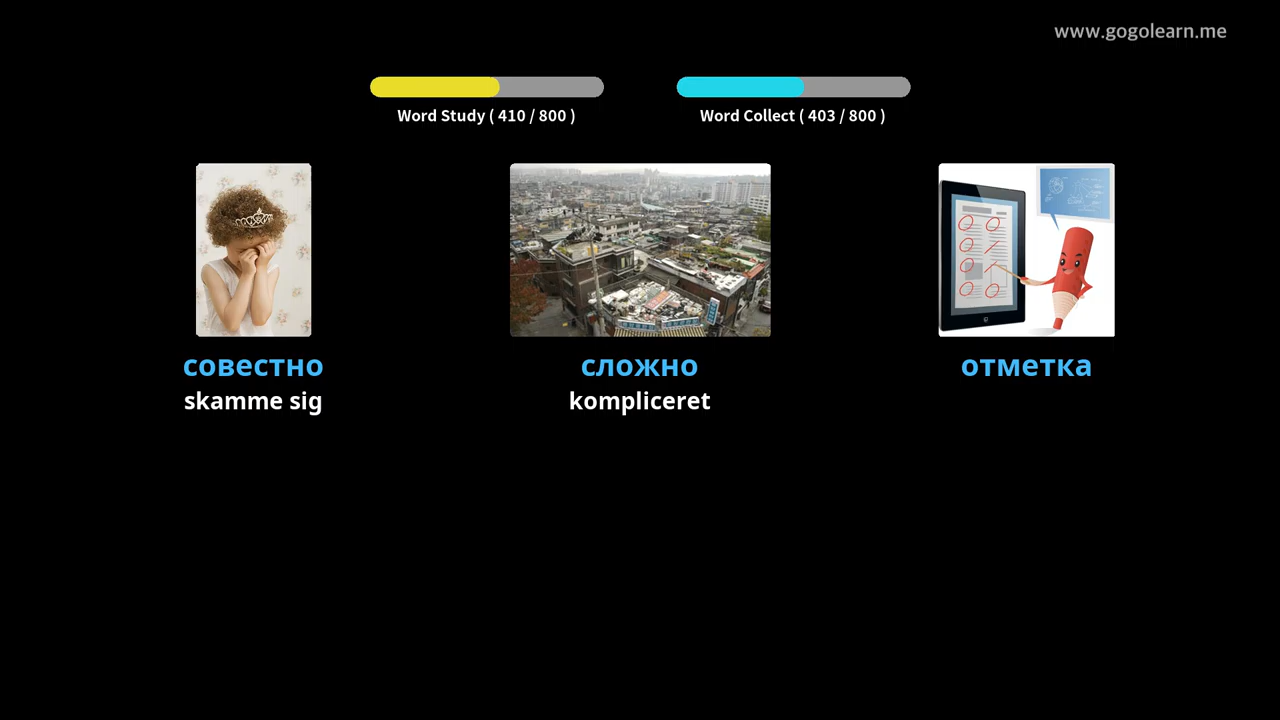 www.gogolearn.me
Word Study ( 410 / 800 )
Word Collect ( 403 / 800 )
совестно
сложно
отметка
skamme sig
kompliceret